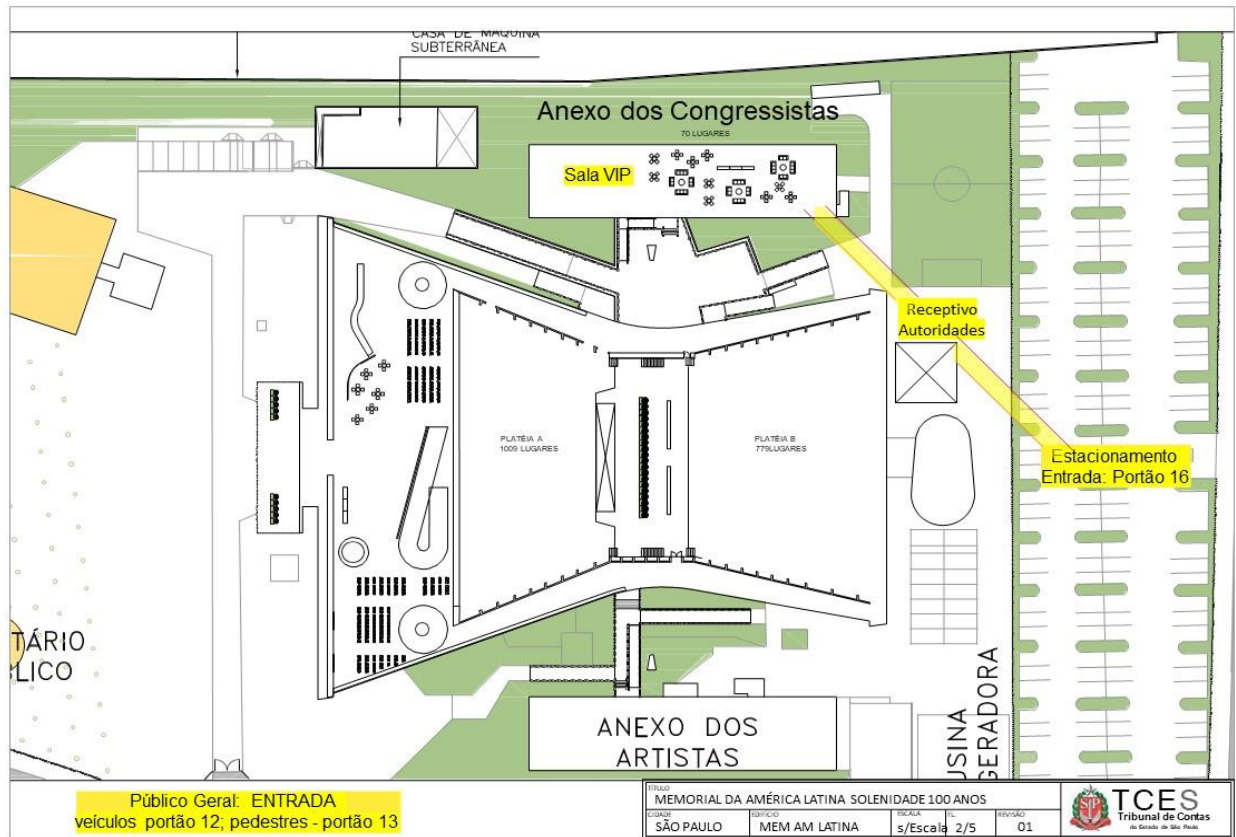 CASA DE MÁQUINA
SUBTERRÂNEA
Anexo dos Congressistas
70 LUGARES
Sala VIP
Receptivo
Autoridades
PLATÉIA A
1009 LUGARES
PLATÉIA B
779LUGARES
Estacionamento
Entrada: Portão 16
TÁRIO
LICO
ANEXO DOS
ARTISTAS
USINA
GERADORA
Público Geral: ENTRADA
veículos portão 12; pedestres - portão 13
TÍTULO
MEMORIAL DA AMÉRICA LATINA SOLENIDADE 100 ANOS
CIDADE
SÃO PAULO
EDIFÍCIO
MEM AM LATINA
ESCALA
s/Escala
FL.
2/5
REVISÃO
01
TCES
Tribunal de Contas
do Estado de São Paulo